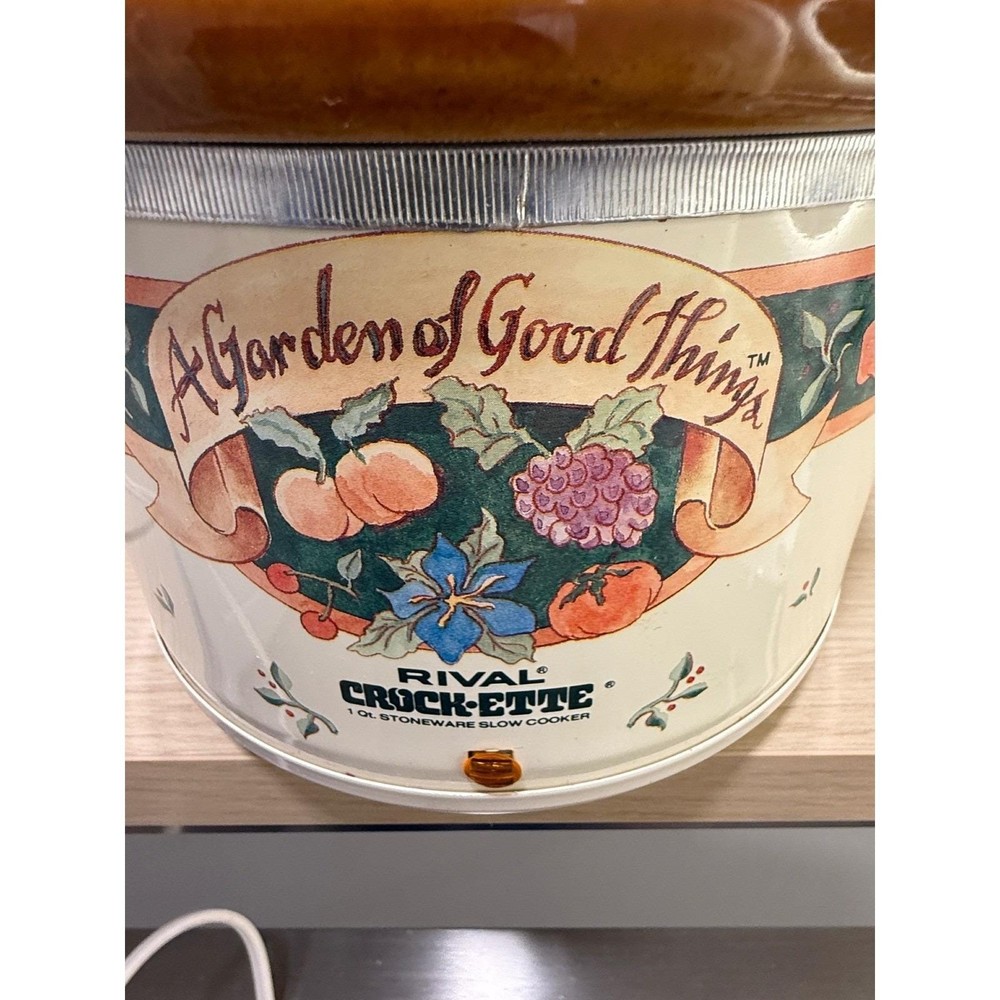 A Garden of Good Things™
RIVAL®
CROCK·ETTE®
1 Qt. STONEWARE SLOW COOKER